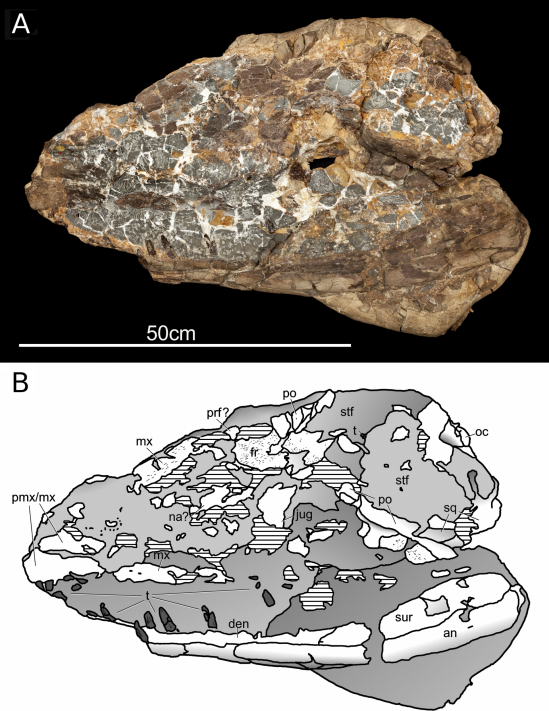 A
50cm
B
po
prf?
stf
t
oc
mx
fr
stf
pmx/mx
po
sq
na?
jug
mx
t
den
sur
an